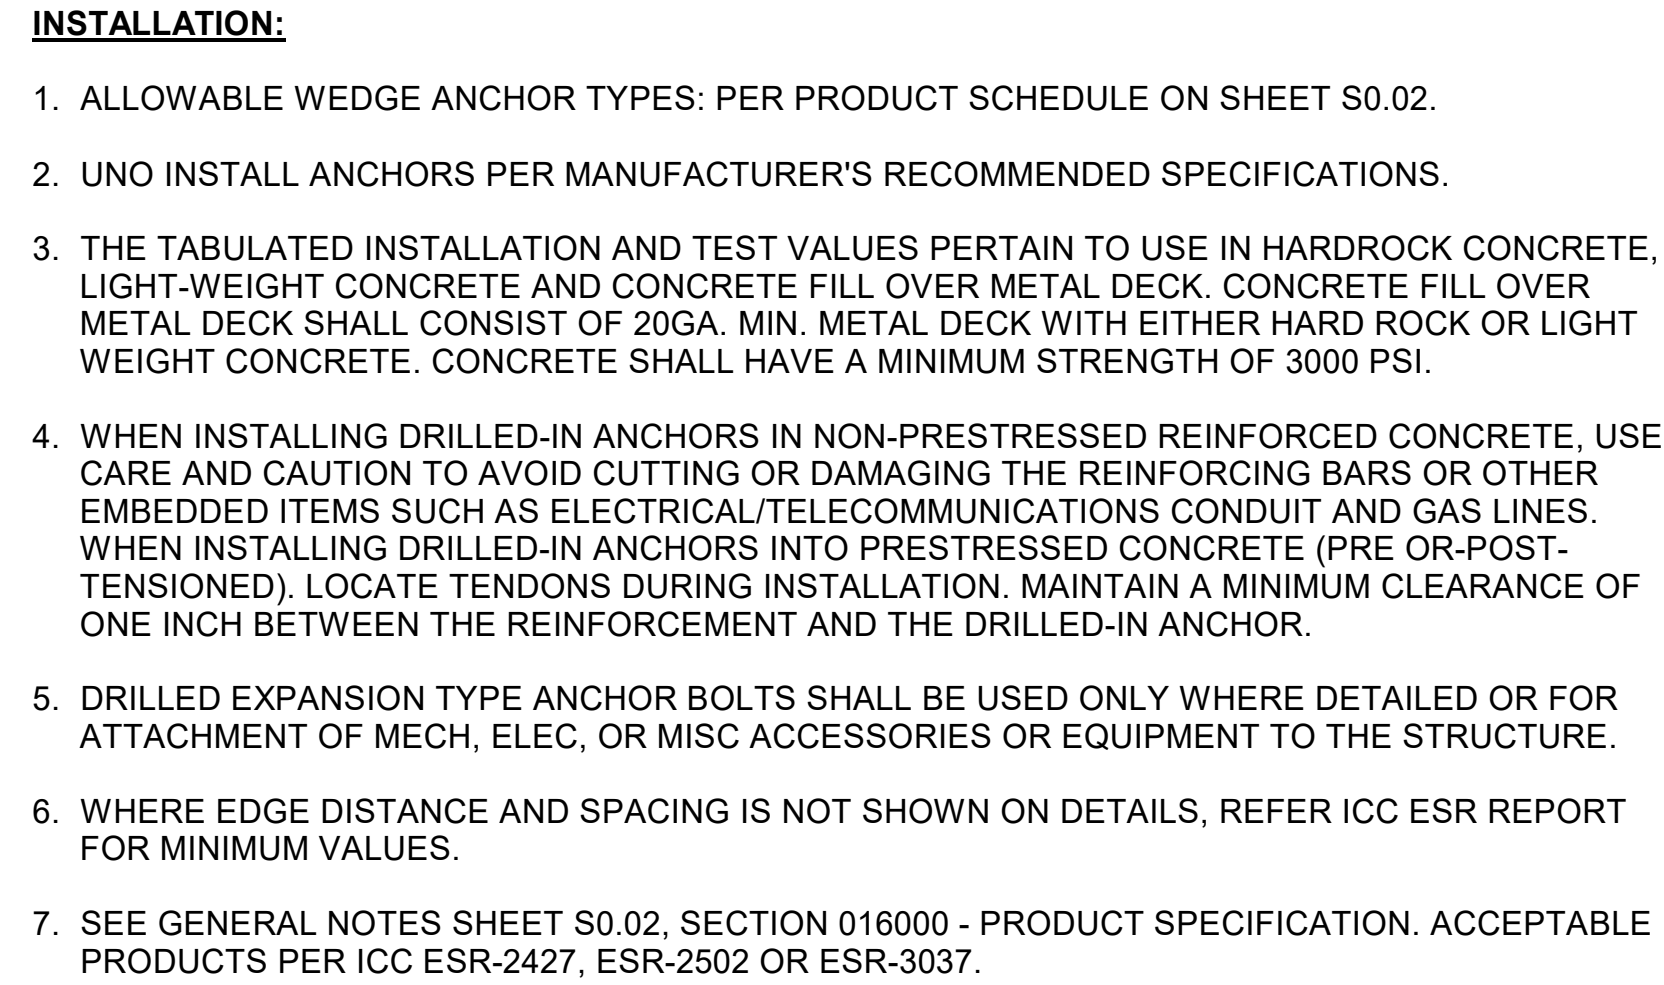 INSTALLATION:
1. ALLOWABLE WEDGE ANCHOR TYPES: PER PRODUCT SCHEDULE ON SHEET S0.02.
2. UNO INSTALL ANCHORS PER MANUFACTURER'S RECOMMENDED SPECIFICATIONS.
3. THE TABULATED INSTALLATION AND TEST VALUES PERTAIN TO USE IN HARDROCK CONCRETE,
LIGHT-WEIGHT CONCRETE AND CONCRETE FILL OVER METAL DECK. CONCRETE FILL OVER
METAL DECK SHALL CONSIST OF 20GA. MIN. METAL DECK WITH EITHER HARD ROCK OR LIGHT
WEIGHT CONCRETE. CONCRETE SHALL HAVE A MINIMUM STRENGTH OF 3000 PSI.
4. WHEN INSTALLING DRILLED-IN ANCHORS IN NON-PRESTRESSED REINFORCED CONCRETE, USE
CARE AND CAUTION TO AVOID CUTTING OR DAMAGING THE REINFORCING BARS OR OTHER
EMBEDDED ITEMS SUCH AS ELECTRICAL/TELECOMMUNICATIONS CONDUIT AND GAS LINES.
WHEN INSTALLING DRILLED-IN ANCHORS INTO PRESTRESSED CONCRETE (PRE OR-POST-
TENSIONED). LOCATE TENDONS DURING INSTALLATION. MAINTAIN A MINIMUM CLEARANCE OF
ONE INCH BETWEEN THE REINFORCEMENT AND THE DRILLED-IN ANCHOR.
5. DRILLED EXPANSION TYPE ANCHOR BOLTS SHALL BE USED ONLY WHERE DETAILED OR FOR
ATTACHMENT OF MECH, ELEC, OR MISC ACCESSORIES OR EQUIPMENT TO THE STRUCTURE.
6. WHERE EDGE DISTANCE AND SPACING IS NOT SHOWN ON DETAILS, REFER ICC ESR REPORT
FOR MINIMUM VALUES.
7. SEE GENERAL NOTES SHEET S0.02, SECTION 016000 - PRODUCT SPECIFICATION. ACCEPTABLE
PRODUCTS PER ICC ESR-2427, ESR-2502 OR ESR-3037.